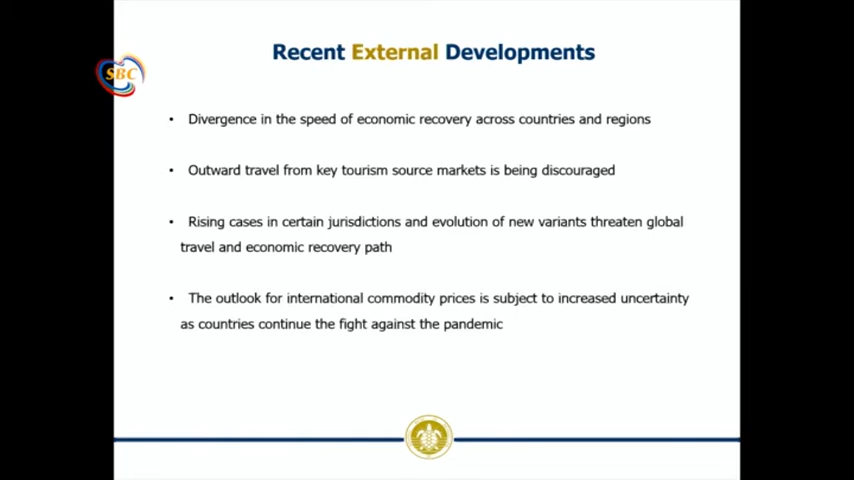 Recent External Developments
SBC
• Divergence in the speed of economic recovery across countries and regions
• Outward travel from key tourism source markets is being discouraged
• Rising cases in certain jurisdictions and evolution of new variants threaten global
travel and economic recovery path
• The outlook for international commodity prices is subject to increased uncertainty
as countries continue the fight against the pandemic